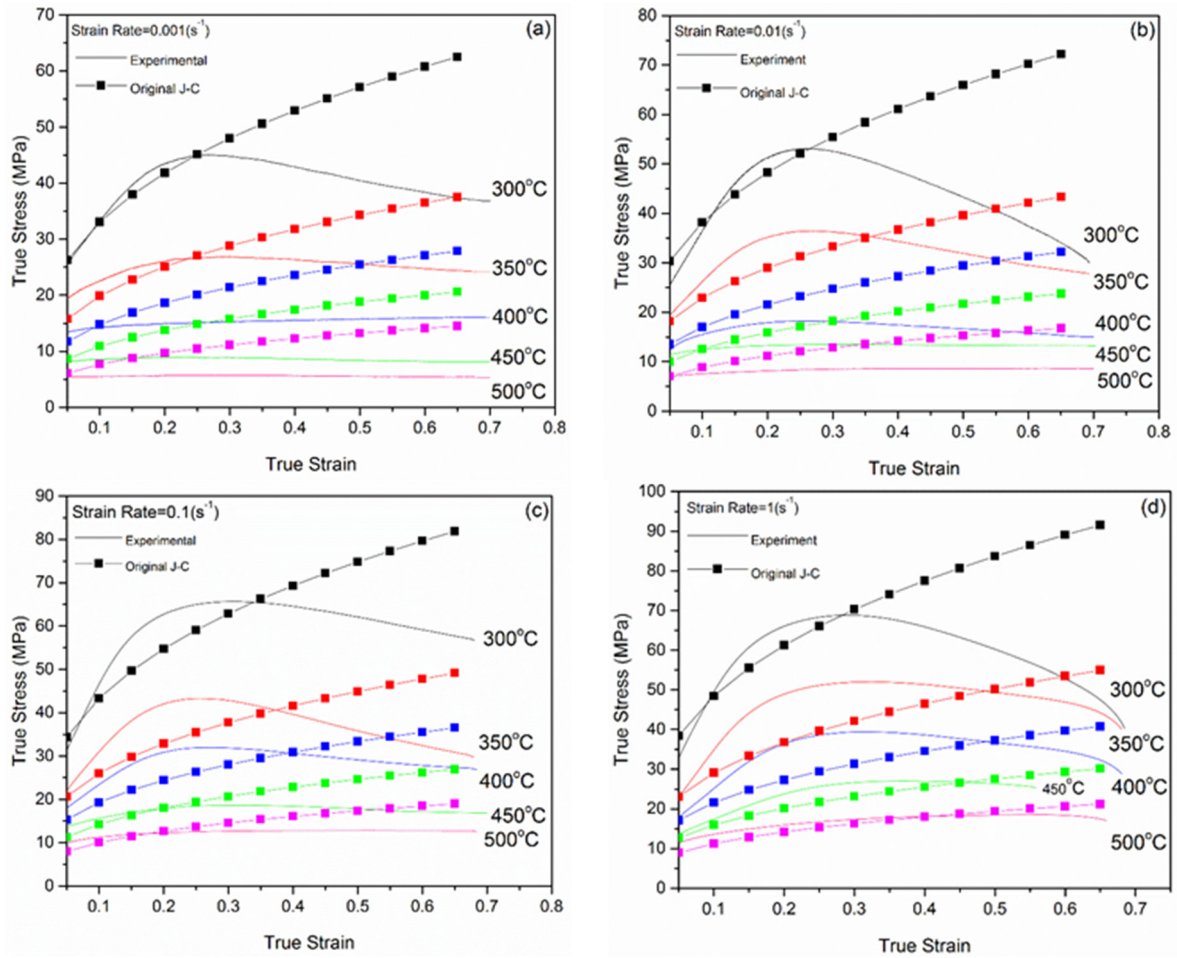 Strain Rate=0.001(s⁻¹)
(a)
Experimental
Original J-C
300°C
350°C
400°C
450°C
500°C
70
60
50
40
30
20
10
0
0.1 0.2 0.3 0.4 0.5 0.6 0.7 0.8
True Stress (MPa)
True Strain
Strain Rate=0.01(s⁻¹)
(b)
Experiment
Original J-C
300°C
350°C
400°C
450°C
500°C
80
70
60
50
40
30
20
10
0
0.1 0.2 0.3 0.4 0.5 0.6 0.7 0.8
True Stress (MPa)
True Strain
Strain Rate=0.1(s⁻¹)
(c)
Experimental
Original J-C
300°C
350°C
400°C
450°C
500°C
90
80
70
60
50
40
30
20
10
0
0.1 0.2 0.3 0.4 0.5 0.6 0.7 0.8
True Stress (MPa)
True Strain
Strain Rate=1(s⁻¹)
(d)
Experiment
Original J-C
300°C
350°C
400°C
450°C
500°C
100
90
80
70
60
50
40
30
20
10
0
0.1 0.2 0.3 0.4 0.5 0.6 0.7
True Stress (MPa)
True Strain